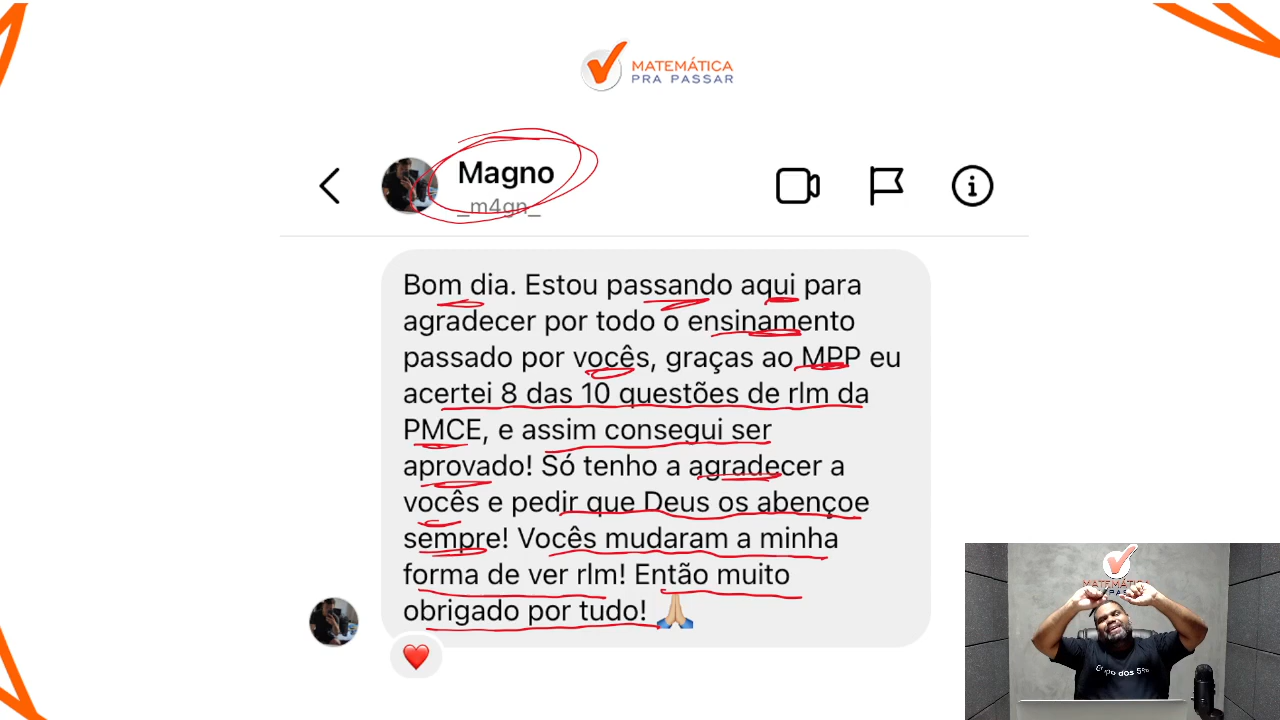 MATEMÁTICA
PRA PASSAR
Magno
_m4gn_
Bom dia. Estou passando aqui para
agradecer por todo o ensinamento
passado por vocês, graças ao MPP eu
acertei 8 das 10 questões de rlm da
PMCE, e assim consegui ser
aprovado! Só tenho a agradecer a
vocês e pedir que Deus os abençoe
sempre! Vocês mudaram a minha
forma de ver rlm! Então muito
obrigado por tudo! 🙏🏼
MATEMÁTICA